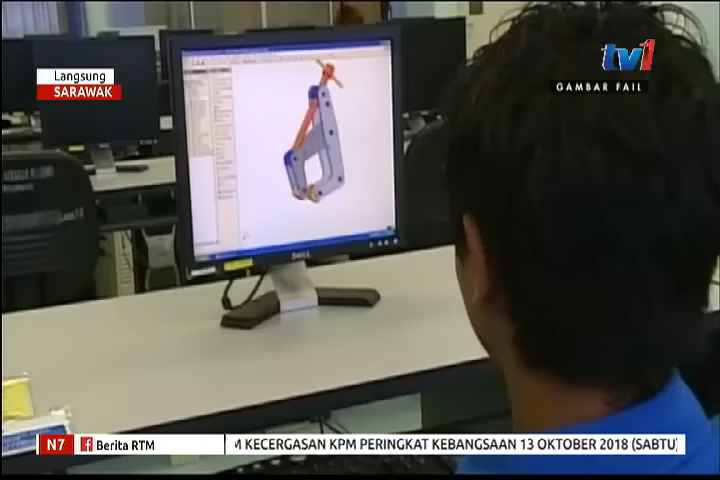 tv1
GAMBAR FAIL
Langsung
SARAWAK
DELL
N7 f Berita RTM M KECERGASAN KPM PERINGKAT KEBANGSAAN 13 OKTOBER 2018 (SABTU)